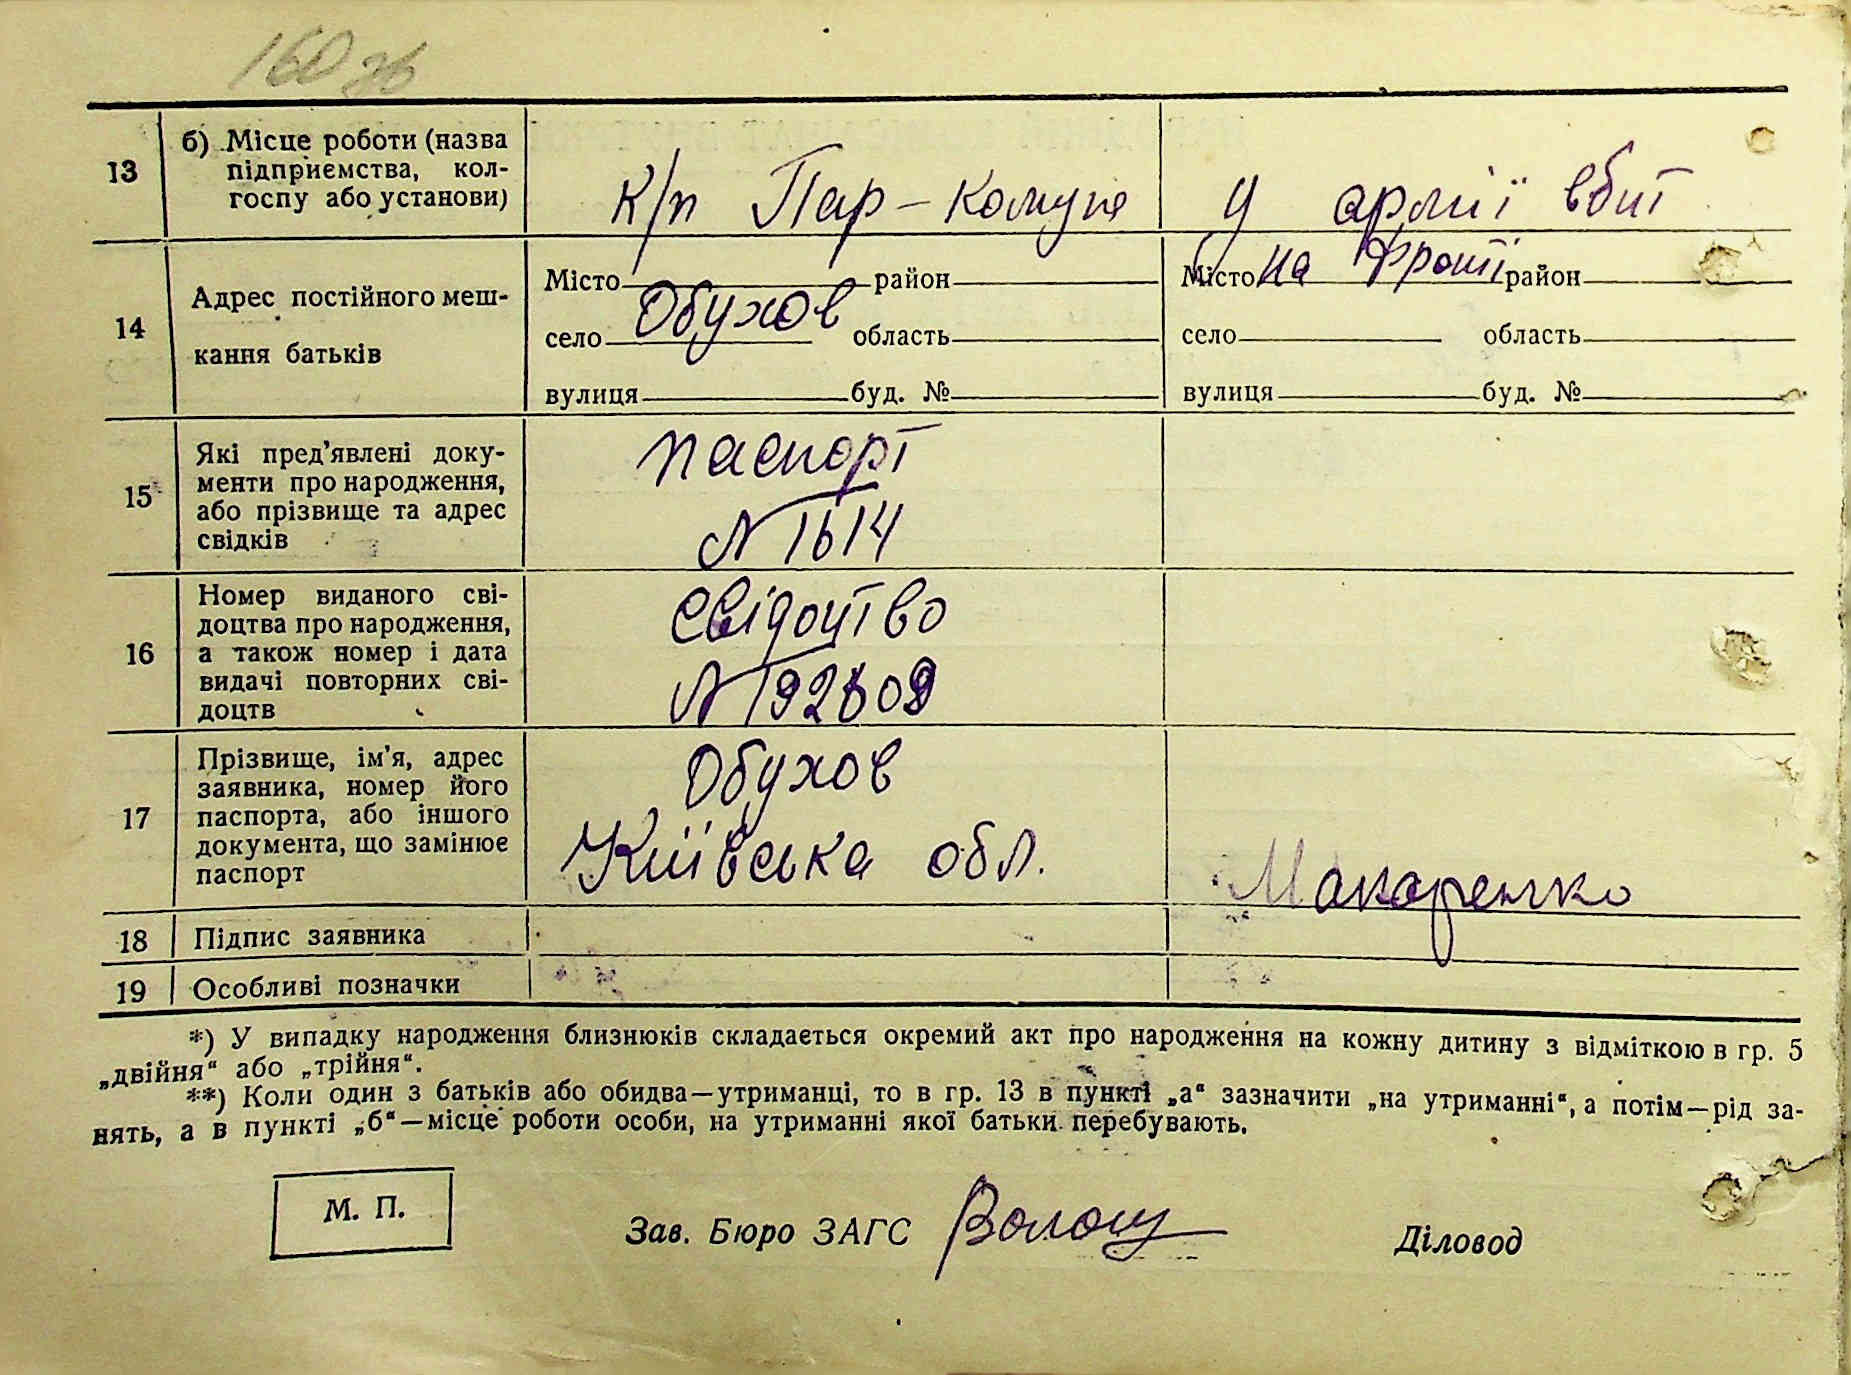 160 зв
13
б) Місце роботи (назва
підприємства, кол-
госпу або установи)
к/п Пар-комуна
у армії вбит
14
Адрес постійного меш-
кання батьків
Місто район
село Обухов область
вулиця буд. №
Місто на фронті район
село область
вулиця буд. №
15
Які пред'явлені доку-
менти про народження,
або прізвище та адрес
свідків
паспорт
N 1614
16
Номер виданого сві-
доцтва про народження,
а також номер і дата
видачі повторних сві-
доцтв
Свідоцтво
N 192609
17
Прізвище, ім'я, адрес
заявника, номер його
паспорта, або іншого
документа, що замінює
паспорт
Обухов
Київська обл.
Макаренко
18 Підпис заявника
19 Особливі позначки
*) У випадку народження близнюків складається окремий акт про народження на кожну дитину з відміткою в гр. 5
„двійня“ або „трійня“.
**) Коли один з батьків або обидва—утриманці, то в гр. 13 в пункті „а“ зазначити „на утриманні“, а потім—рід за-
нять, а в пункті „б“—місце роботи особи, на утриманні якої батьки перебувають.
М. П.
Зав. Бюро ЗАГС Волощ
Діловод